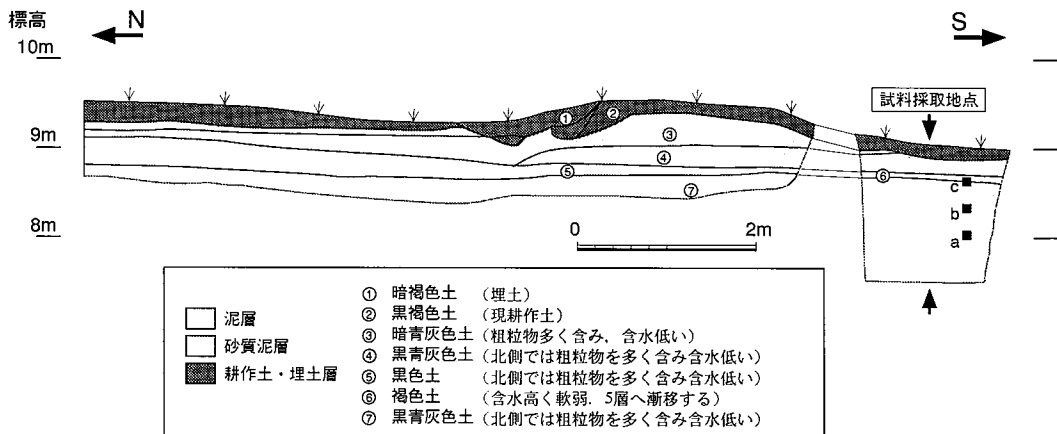 標高
N
S
10m
試料採取地点
9m
8m
① ② ③ ④ ⑤ ⑥ ⑦
c
b
a
0 2m
泥層
砂質泥層
耕作土・埋土層
① 暗褐色土 （埋土）
② 黒褐色土 （現耕作土）
③ 暗青灰色土 （粗粒物多く含み，含水低い）
④ 黒青灰色土 （北側では粗粒物を多く含み含水低い）
⑤ 黒色土 （北側では粗粒物を多く含み含水低い）
⑥ 褐色土 （含水高く軟弱．5層へ漸移する）
⑦ 黒青灰色土 （北側では粗粒物を多く含み含水低い）